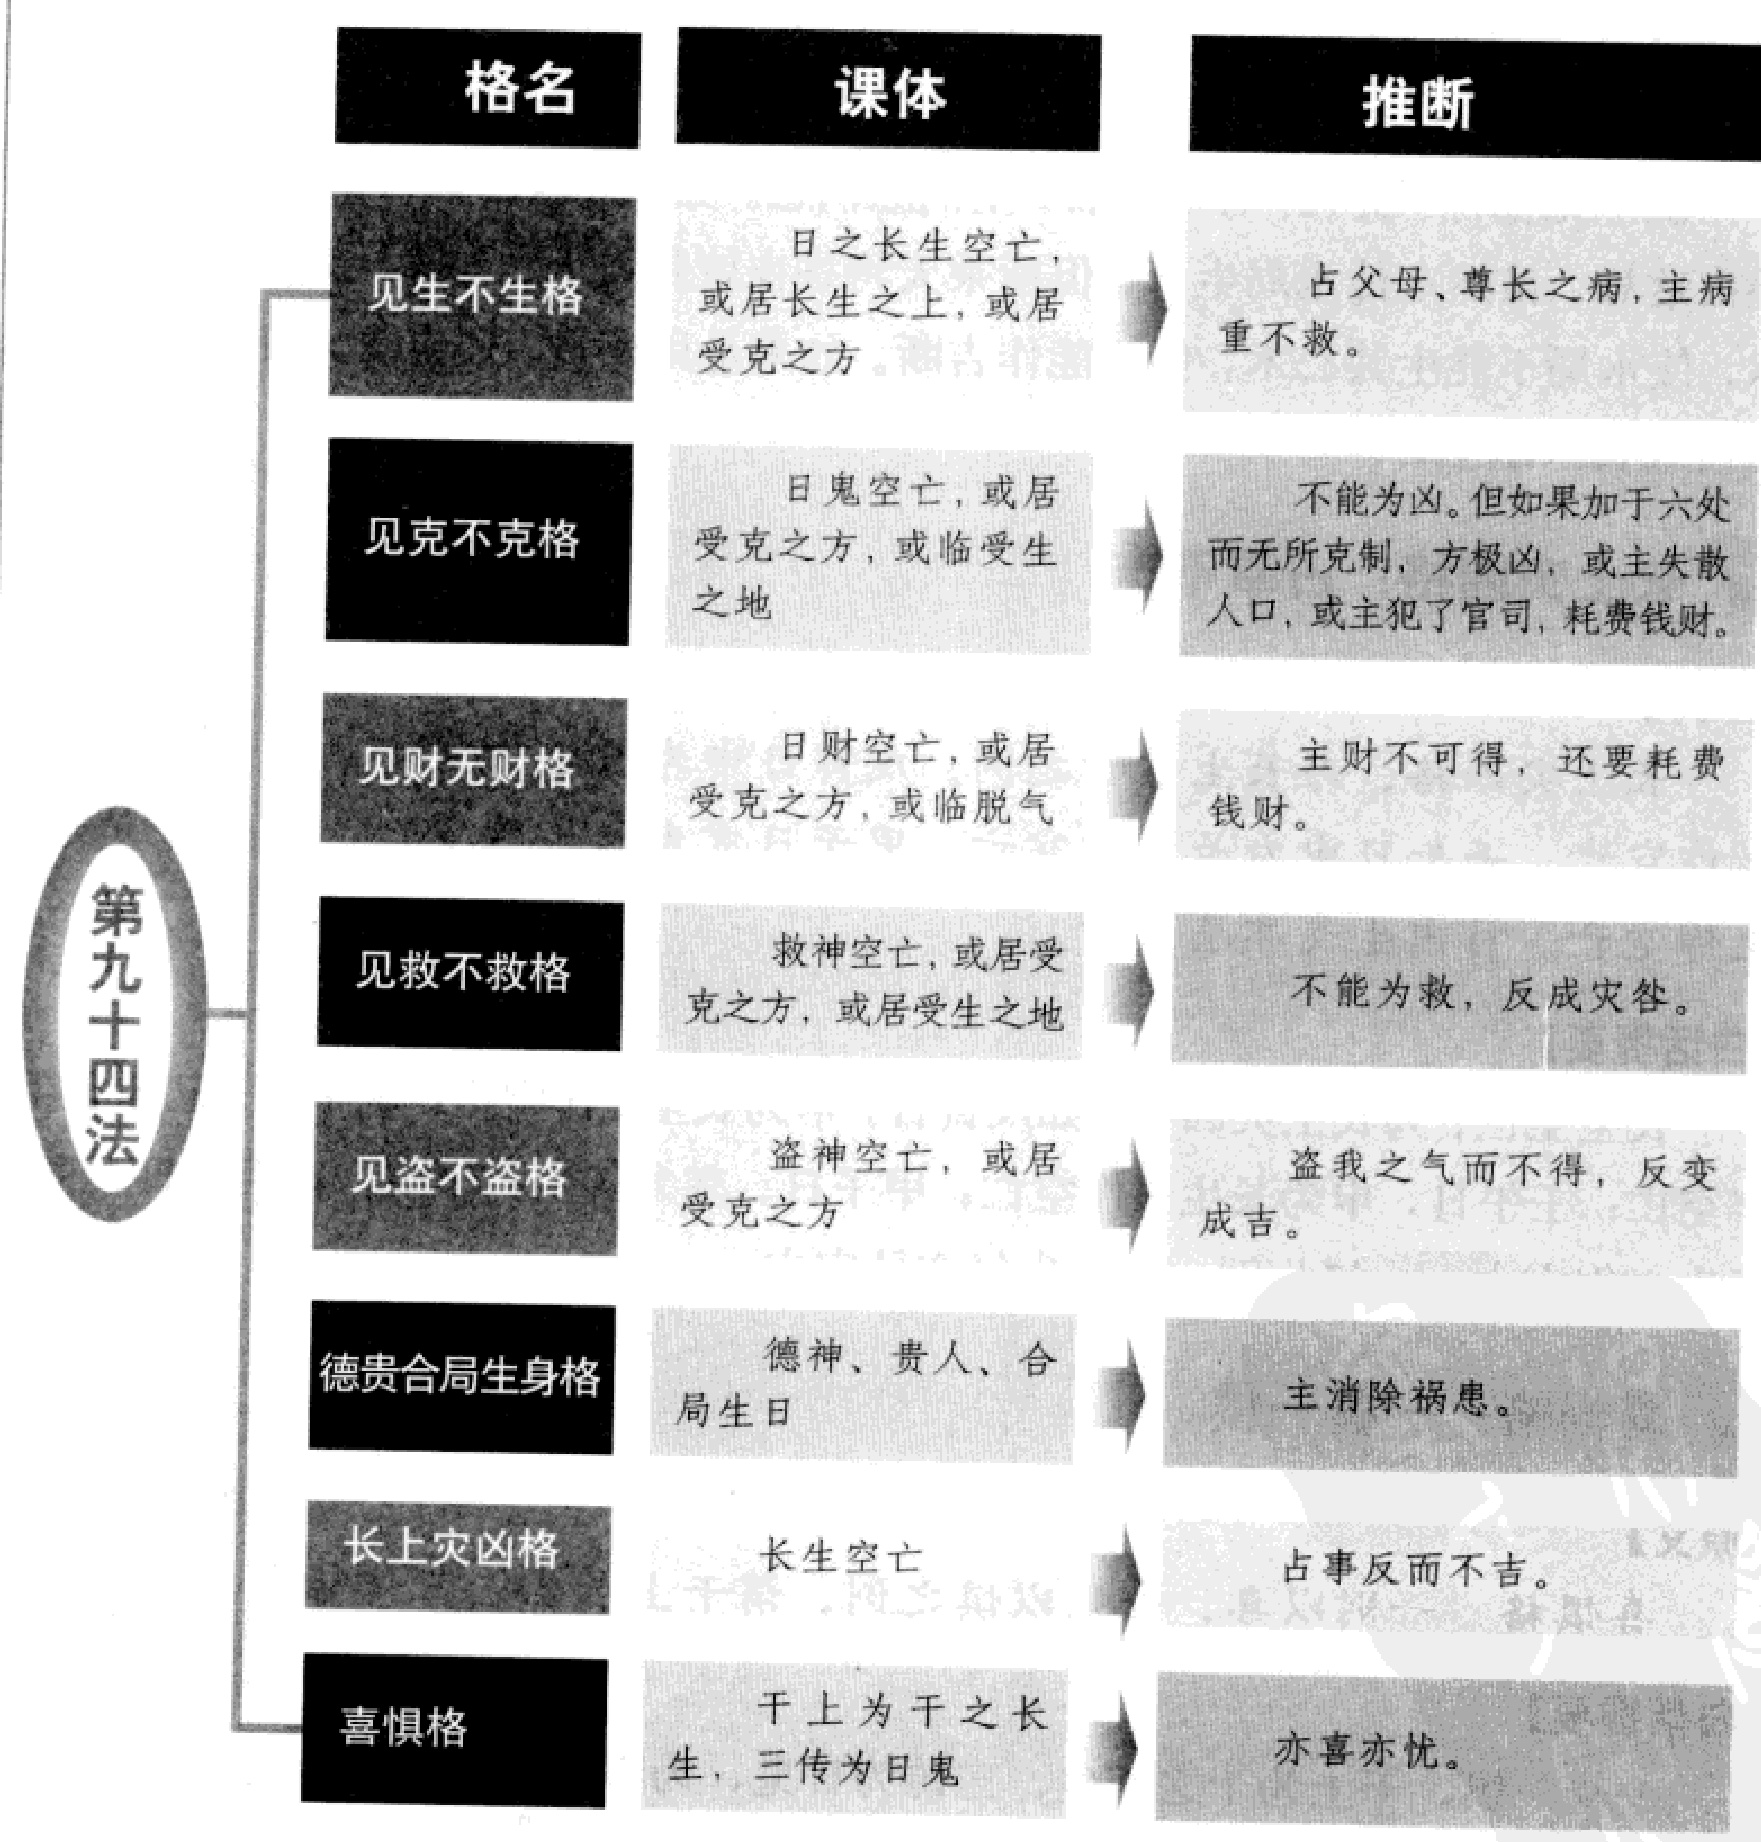 格名
课体
推断
第九十四法
见生不生格
日之长生空亡，
或居长生之上，或居
受克之方
占父母、尊长之病，主病
重不救。
见克不克格
日鬼空亡，或居
受克之方，或临受生
之地
不能为凶。但如果加于六处
而无所克制，方极凶，或主失散
人口，或主犯了官司，耗费钱财。
见财无财格
日财空亡，或居
受克之方，或临脱气
主财不可得，还要耗费
钱财。
见救不救格
救神空亡，或居受
克之方，或居受生之地
不能为救，反成灾咎。
见盗不盗格
盗神空亡，或居
受克之方
盗我之气而不得，反变
成吉。
德贵合局生身格
德神、贵人、合
局生日
主消除祸患。
长上灾凶格
长生空亡
占事反而不吉。
喜惧格
干上为干之长
生，三传为日鬼
亦喜亦忧。